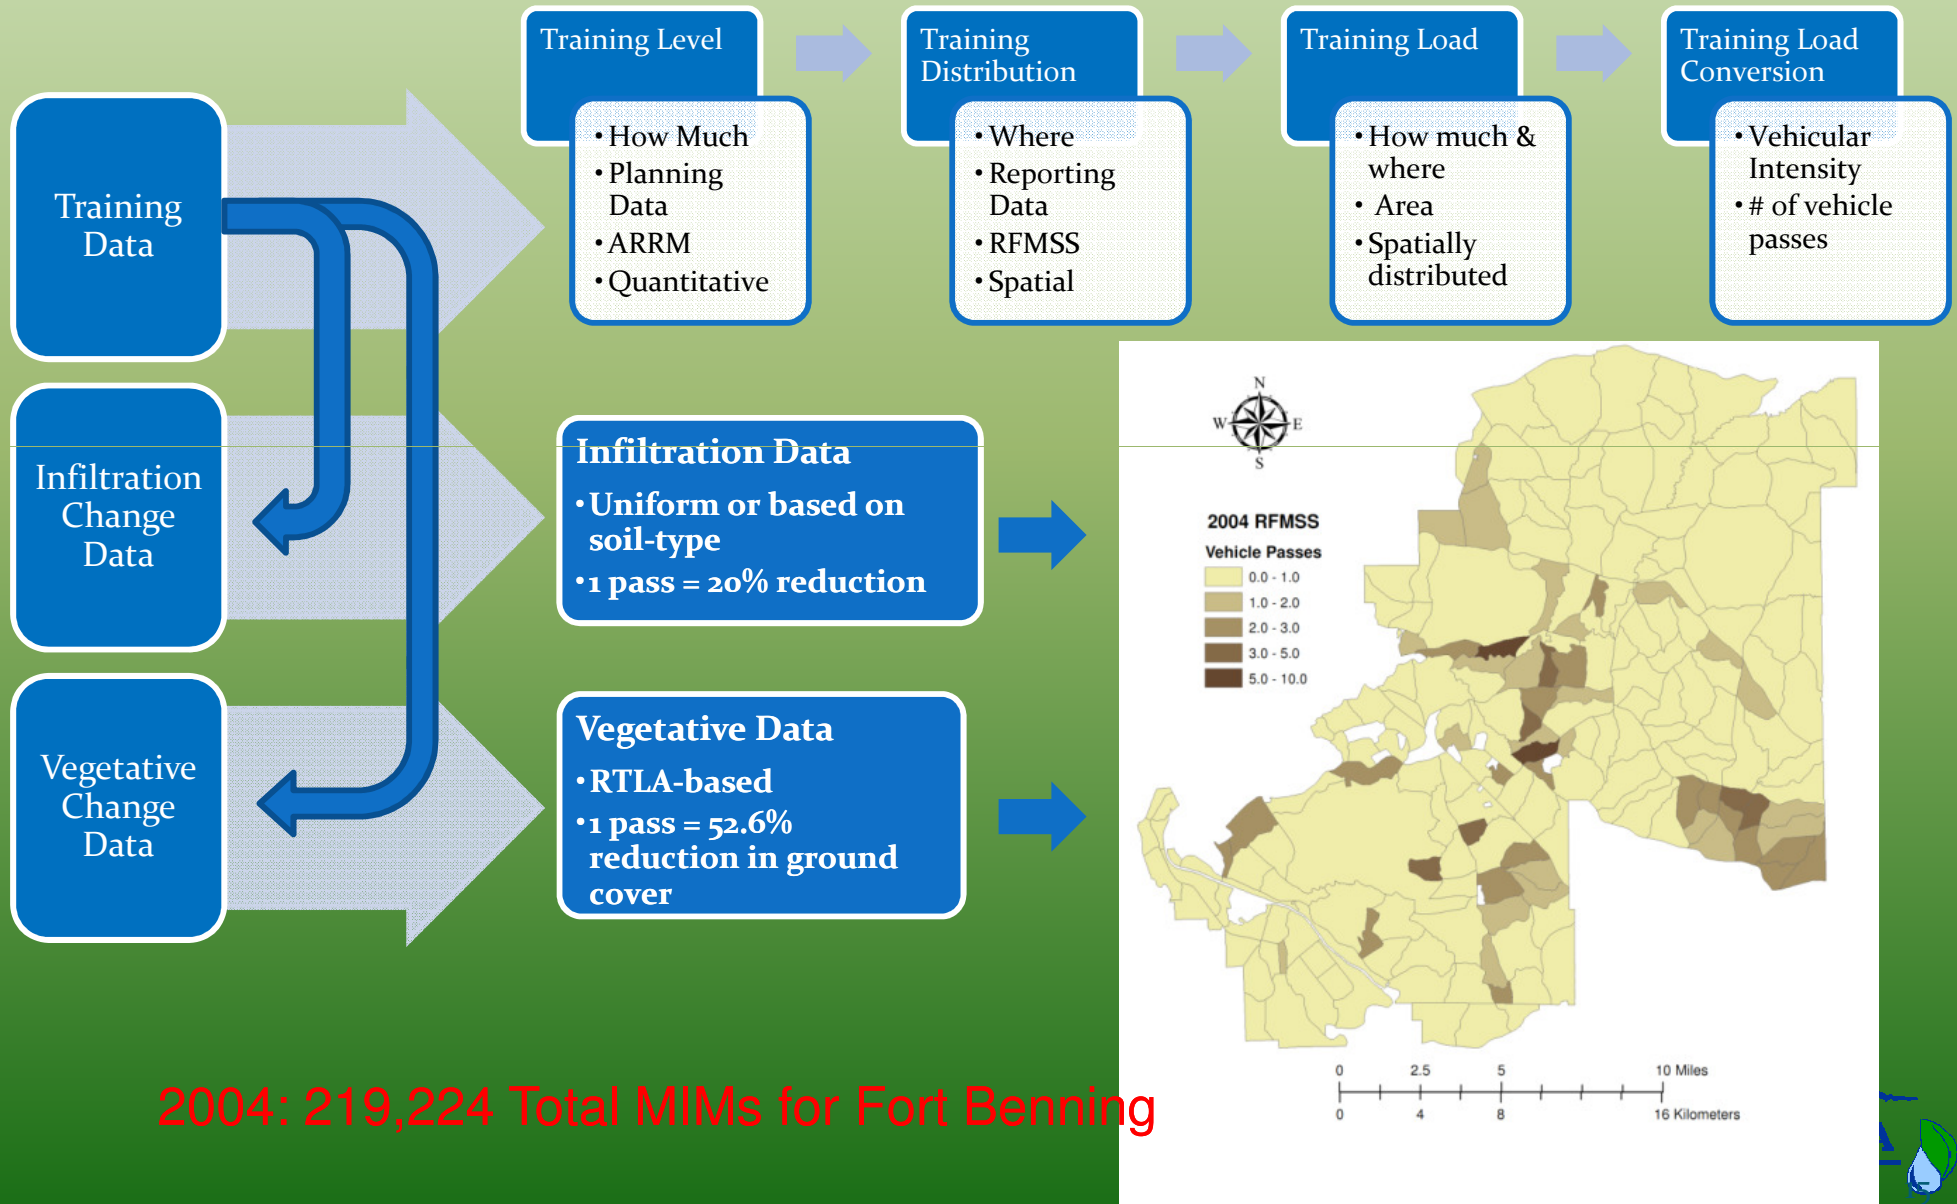 Training Level
• How Much
• Planning
Data
• ARRM
• Quantitative
Training
Distribution
• Where
• Reporting
Data
• RFMSS
• Spatial
Training Load
• How much &
where
• Area
• Spatially
distributed
Training Load
Conversion
• Vehicular
Intensity
• # of vehicle
passes
Training
Data
Infiltration
Change
Data
Infiltration Data
• Uniform or based on
soil-type
• 1 pass = 20% reduction
Vegetative
Change
Data
Vegetative Data
• RTLA-based
• 1 pass = 52.6%
reduction in ground
cover
N
W E
S
2004 RFMSS
Vehicle Passes
0.0 - 1.0
1.0 - 2.0
2.0 - 3.0
3.0 - 5.0
5.0 - 10.0
0 2.5 5 10 Miles
0 4 8 16 Kilometers
2004: 219,224 Total MIMs for Fort Benning
A